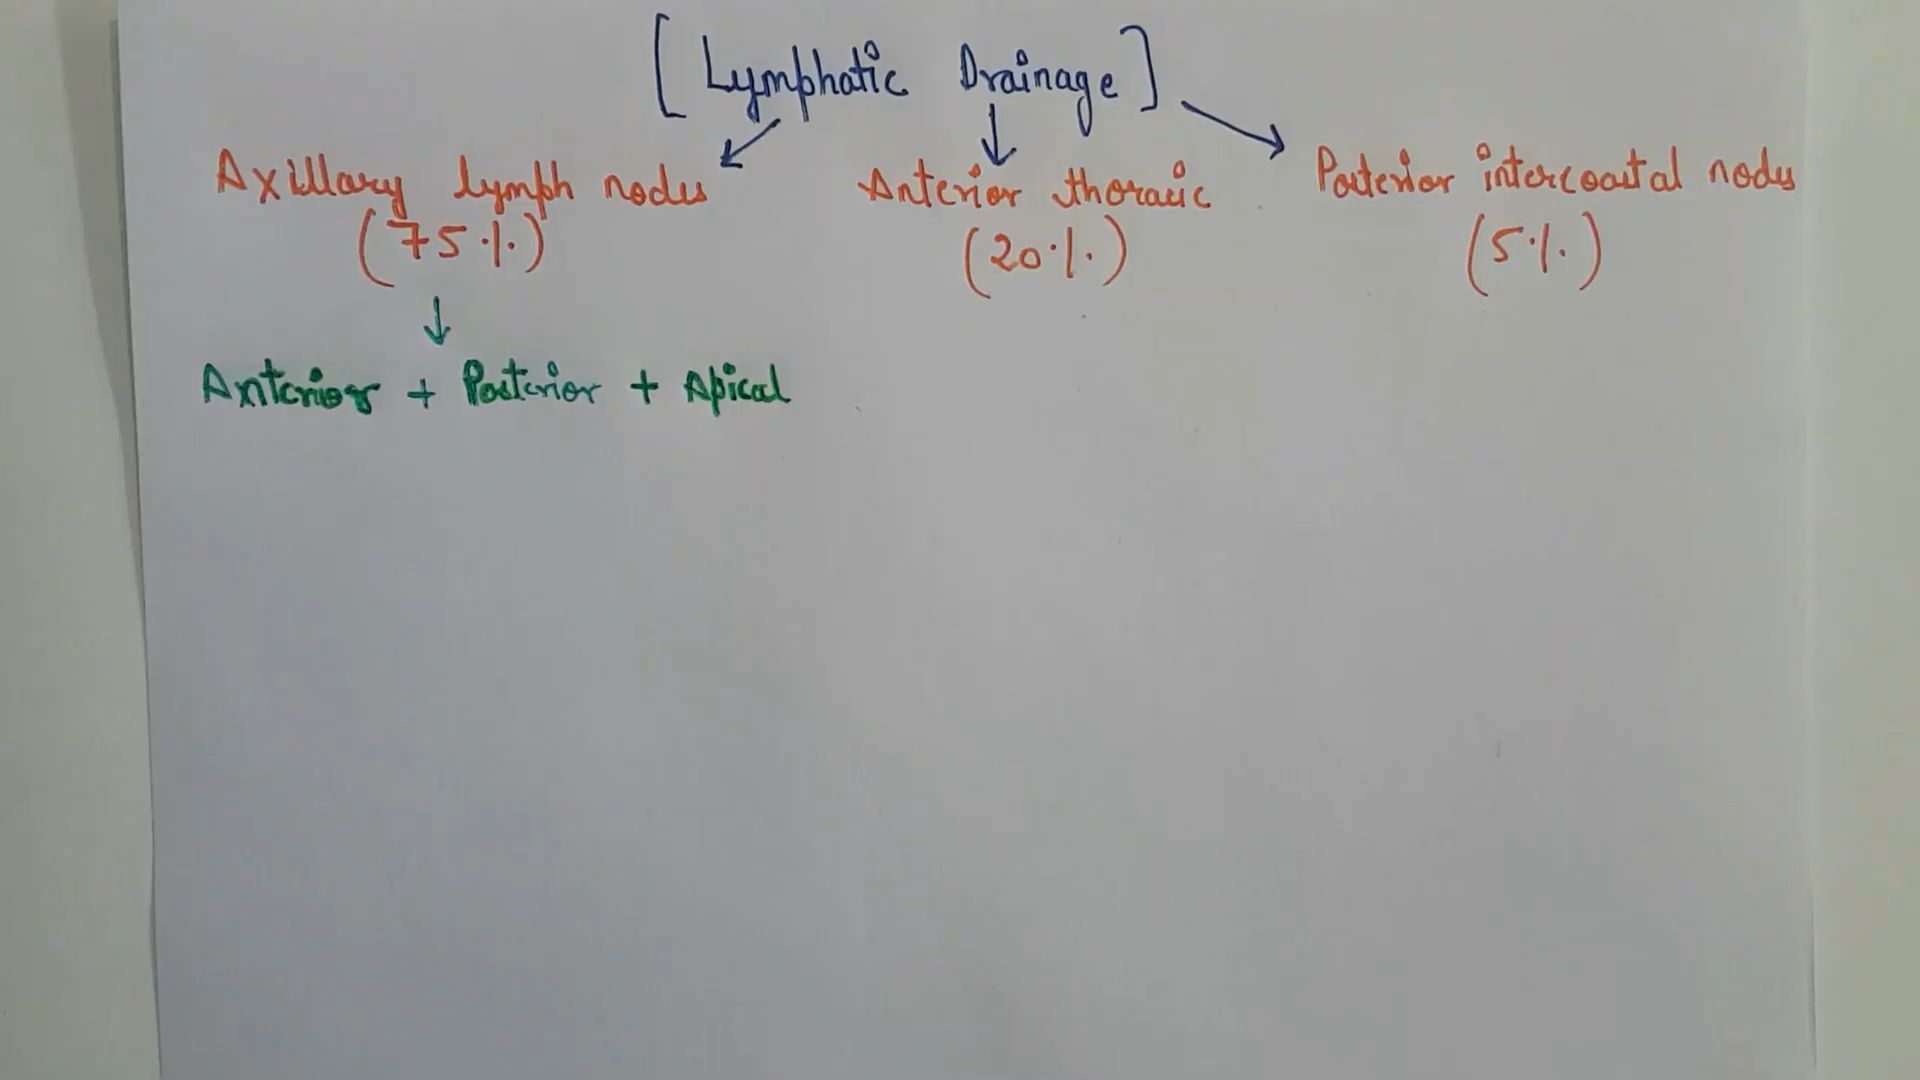 [Lymphatic Drainage]
Axillary lymph nodes
(75%)
Anterior thoracic
(20%)
Posterior intercostal nodes
(5%)
Anterior + Posterior + Apical